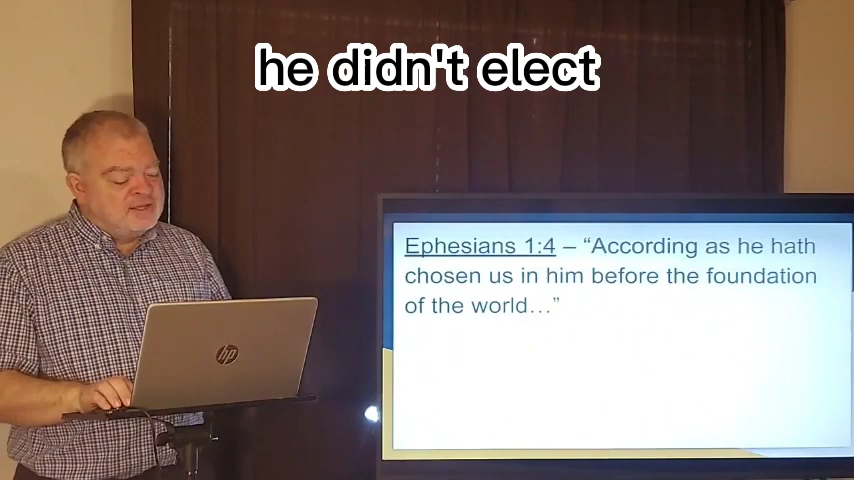 he didn't elect
Ephesians 1:4 – “According as he hath
chosen us in him before the foundation
of the world…”
hp